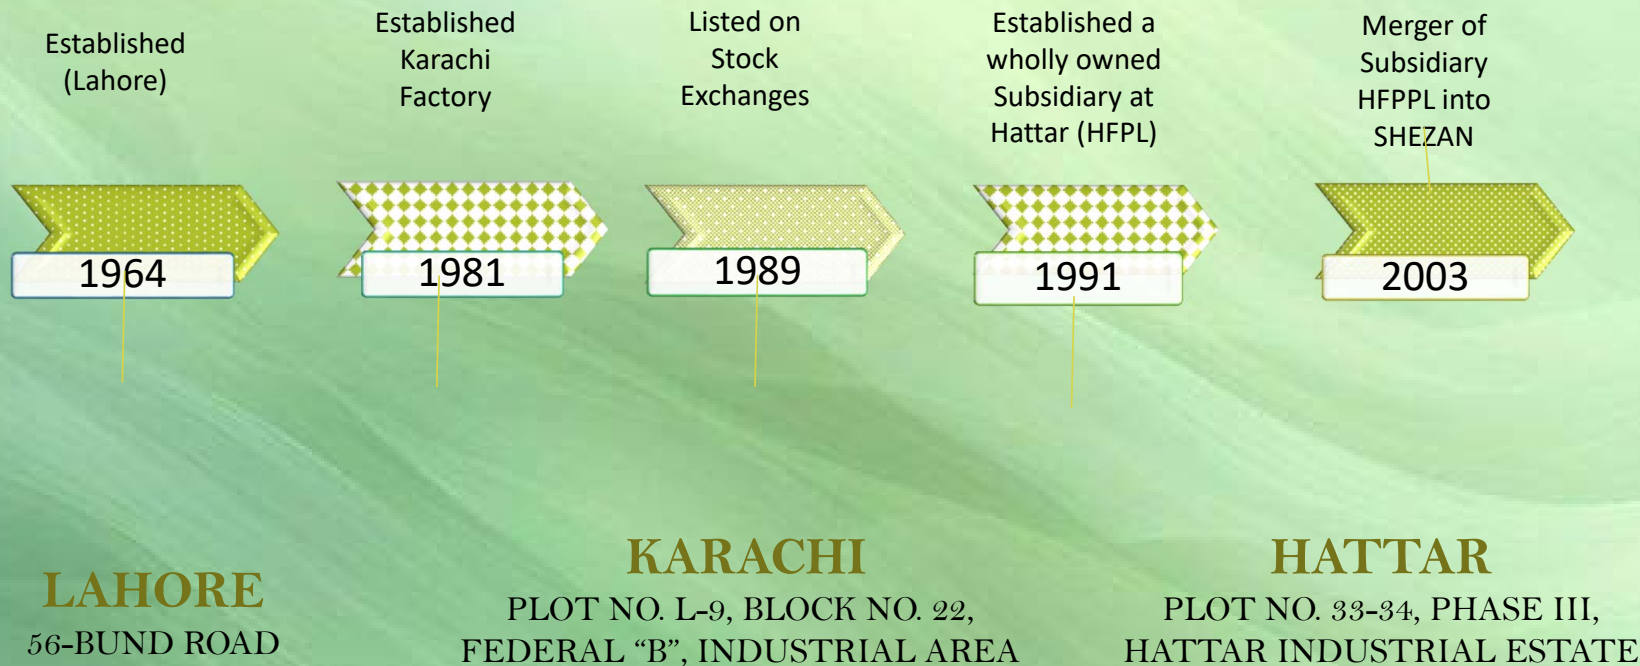 Established
(Lahore)
Established
Karachi
Factory
Listed on
Stock
Exchanges
Established a
wholly owned
Subsidiary at
Hattar (HFPL)
Merger of
Subsidiary
HFPPL into
SHEZAN
1964
1981
1989
1991
2003
LAHORE
56-BUND ROAD
KARACHI
PLOT NO. L-9, BLOCK NO. 22,
FEDERAL “B”, INDUSTRIAL AREA
HATTAR
PLOT NO. 33-34, PHASE III,
HATTAR INDUSTRIAL ESTATE